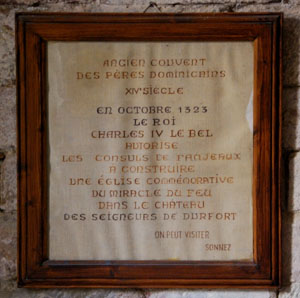 ANCIEN COUVENT
DES PÈRES DOMINICAINS
XIVe SIÈCLE
EN OCTOBRE 1323
LE ROI
CHARLES IV LE BEL
AUTORISE
LES CONSULS DE FANJEAUX
A CONSTRUIRE
UNE ÉGLISE COMMÉMORATIVE
DU MIRACLE DU FEU
DANS LE CHÂTEAU
DES SEIGNEURS DE DURFORT
ON PEUT VISITER
SONNEZ